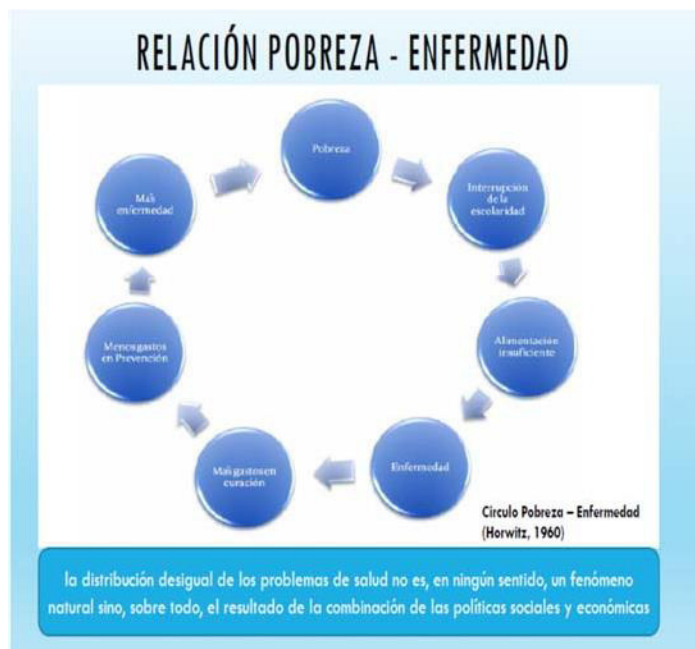 RELACIÓN POBREZA - ENFERMEDAD
Pobreza
Interrupción
de la
escolaridad
Alimentación
insuficiente
Enfermedad
Más gastos en
curación
Menos gastos
en Prevención
Más
enfermedad
Circulo Pobreza – Enfermedad
(Horwitz, 1960)
la distribución desigual de los problemas de salud no es, en ningún sentido, un fenómeno
natural sino, sobre todo, el resultado de la combinación de las políticas sociales y económicas